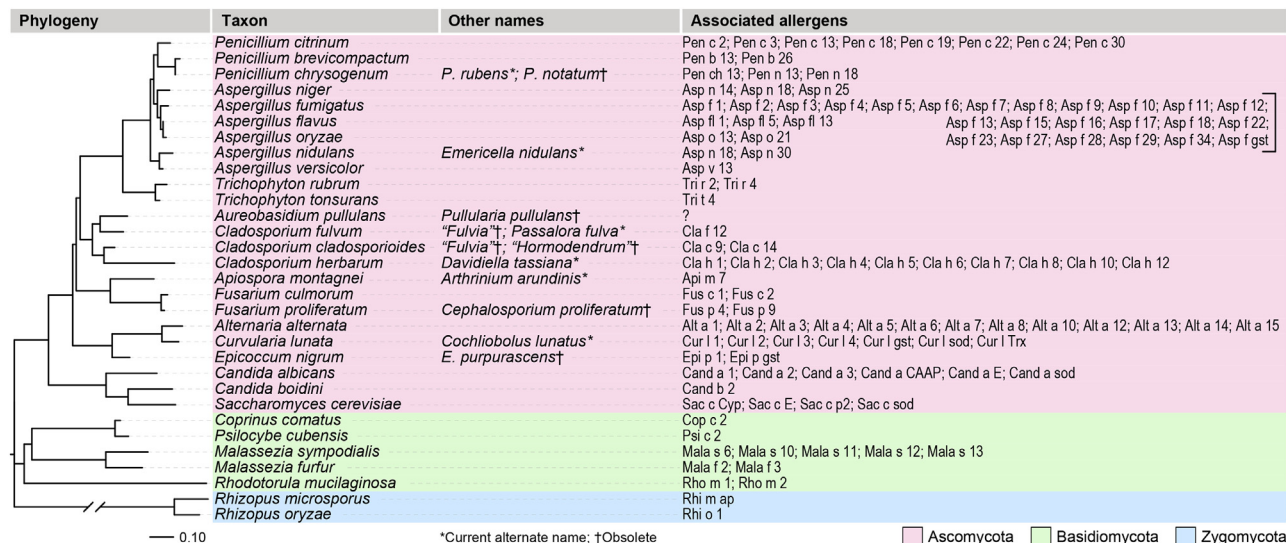 Phylogeny Taxon Other names Associated allergens
Penicillium citrinum Pen c 2; Pen c 3; Pen c 13; Pen c 18; Pen c 19; Pen c 22; Pen c 24; Pen c 30
Penicillium brevicompactum Pen b 13; Pen b 26
Penicillium chrysogenum P. rubens*; P. notatum† Pen ch 13; Pen n 13; Pen n 18
Aspergillus niger Asp n 14; Asp n 18; Asp n 25
Aspergillus fumigatus Asp f 1; Asp f 2; Asp f 3; Asp f 4; Asp f 5; Asp f 6; Asp f 7; Asp f 8; Asp f 9; Asp f 10; Asp f 11; Asp f 12;
Aspergillus flavus Asp fl 1; Asp fl 5; Asp fl 13 Asp f 13; Asp f 15; Asp f 16; Asp f 17; Asp f 18; Asp f 22;
Aspergillus oryzae Asp o 13; Asp o 21 Asp f 23; Asp f 27; Asp f 28; Asp f 29; Asp f 34; Asp f gst
Aspergillus nidulans Emericella nidulans* Asp n 18; Asp n 30
Aspergillus versicolor Asp v 13
Trichophyton rubrum Tri r 2; Tri r 4
Trichophyton tonsurans Tri t 4
Aureobasidium pullulans Pullularia pullulans† ?
Cladosporium fulvum “Fulvia”†; Passalora fulva* Cla f 12
Cladosporium cladosporioides “Fulvia”†; “Hormodendrum”† Cla c 9; Cla c 14
Cladosporium herbarum Davidiella tassiana* Cla h 1; Cla h 2; Cla h 3; Cla h 4; Cla h 5; Cla h 6; Cla h 7; Cla h 8; Cla h 10; Cla h 12
Apiospora montagnei Arthrinium arundinis* Api m 7
Fusarium culmorum Fus c 1; Fus c 2
Fusarium proliferatum Cephalosporium proliferatum† Fus p 4; Fus p 9
Alternaria alternata Alt a 1; Alt a 2; Alt a 3; Alt a 4; Alt a 5; Alt a 6; Alt a 7; Alt a 8; Alt a 10; Alt a 12; Alt a 13; Alt a 14; Alt a 15
Curvularia lunata Cochliobolus lunatus* Cur l 1; Cur l 2; Cur l 3; Cur l 4; Cur l gst; Cur l sod; Cur l Trx
Epicoccum nigrum E. purpurascens† Epi p 1; Epi p gst
Candida albicans Cand a 1; Cand a 2; Cand a 3; Cand a CAAP; Cand a E; Cand a sod
Candida boidini Cand b 2
Saccharomyces cerevisiae Sac c Cyp; Sac c E; Sac c p2; Sac c sod
Coprinus comatus Cop c 2
Psilocybe cubensis Psi c 2
Malassezia sympodialis Mala s 6; Mala s 10; Mala s 11; Mala s 12; Mala s 13
Malassezia furfur Mala f 2; Mala f 3
Rhodotorula mucilaginosa Rho m 1; Rho m 2
Rhizopus microsporus Rhi m ap
Rhizopus oryzae Rhi o 1
0.10 *Current alternate name; †Obsolete Ascomycota Basidiomycota Zygomycota